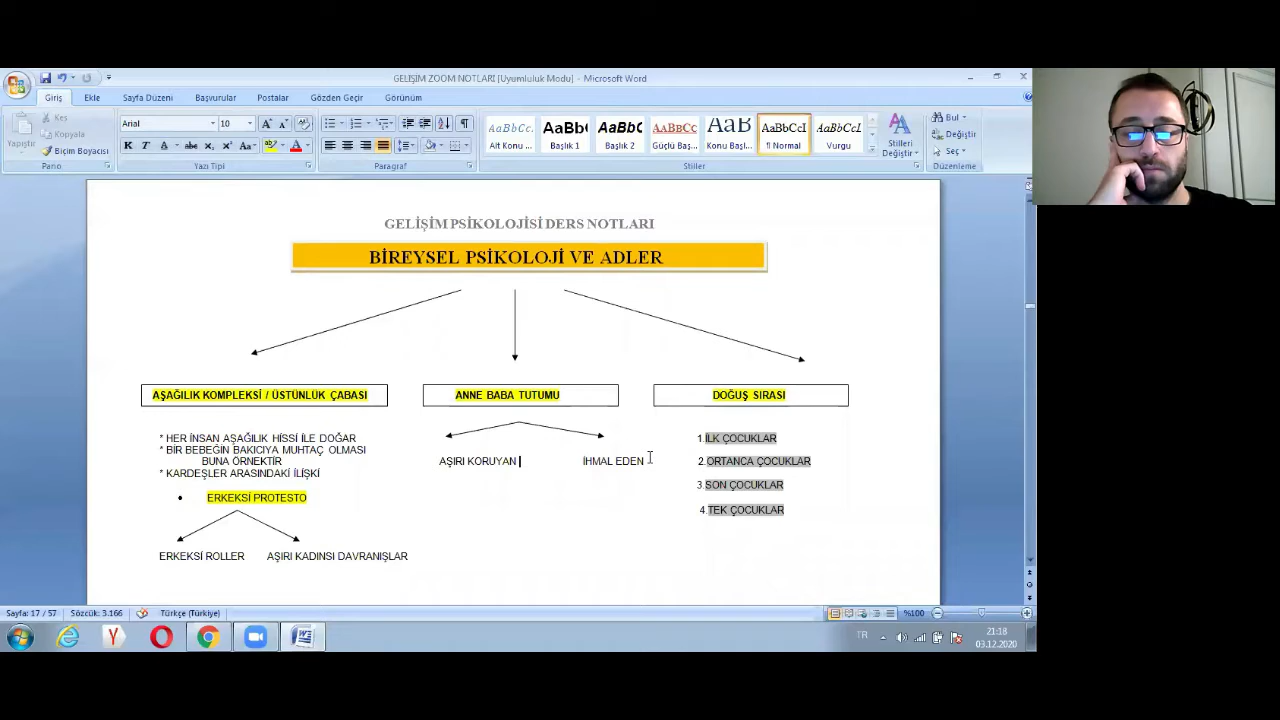 GELİŞİM ZOOM NOTLARI [Uyumluluk Modu] - Microsoft Word
Giriş Ekle Sayfa Düzeni Başvurular Postalar Gözden Geçir Görünüm
Yapıştır
Kes
Kopyala
Biçim Boyacısı
Pano
Arial 10
Yazı Tipi
Paragraf
AaBbCc. Alt Konu ...
AaBbC Başlık 1
AaBbCc Başlık 2
AaBbCc Güçlü Baş...
AaB Konu Başl...
AaBbCcI ¶ Normal
AaBbCcI Vurgu
Stilleri Değiştir
Stiller
Bul
Değiştir
Seç
Düzenleme
GELİŞİM PSİKOLOJİSİ DERS NOTLARI
BİREYSEL PSİKOLOJİ VE ADLER
AŞAĞILIK KOMPLEKSİ / ÜSTÜNLÜK ÇABASI
* HER İNSAN AŞAĞILIK HİSSİ İLE DOĞAR
* BİR BEBEĞİN BAKICIYA MUHTAÇ OLMASI
BUNA ÖRNEKTİR
* KARDEŞLER ARASINDAKİ İLİŞKİ
• ERKEKSİ PROTESTO
ERKEKSİ ROLLER AŞIRI KADINSI DAVRANIŞLAR
ANNE BABA TUTUMU
AŞIRI KORUYAN İHMAL EDEN
DOĞUŞ SIRASI
1.İLK ÇOCUKLAR
2.ORTANCA ÇOCUKLAR
3.SON ÇOCUKLAR
4.TEK ÇOCUKLAR
Sayfa: 17 / 57 Sözcük: 3.166 Türkçe (Türkiye) %100
TR 21:18
03.12.2020